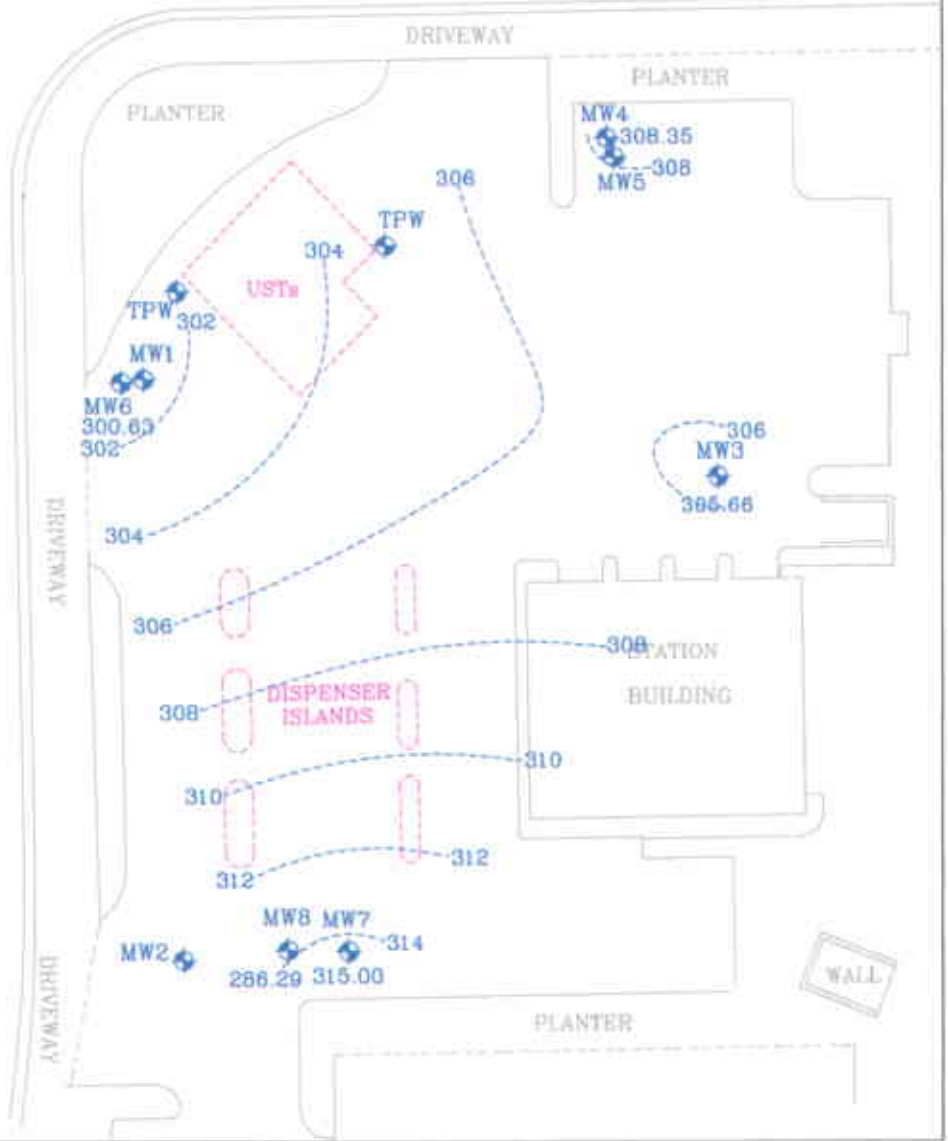 DRIVEWAY
PLANTER
PLANTER
MW4
308.35
308
MW5
306
TPW
304
USTs
TPW
302
MW1
MW6
300.63
302
306
MW3
305.66
304
DRIVEWAY
306
308
STATION
BUILDING
308
DISPENSER
ISLANDS
310
310
312
312
MW8
MW7
314
MW2
286.29
315.00
WALL
DRIVEWAY
PLANTER